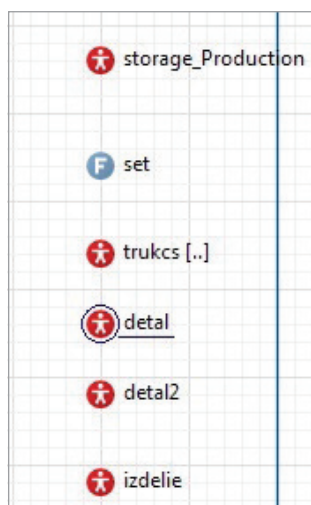 storage_Production
F set
trukcs [..]
detal
detal2
izdelie